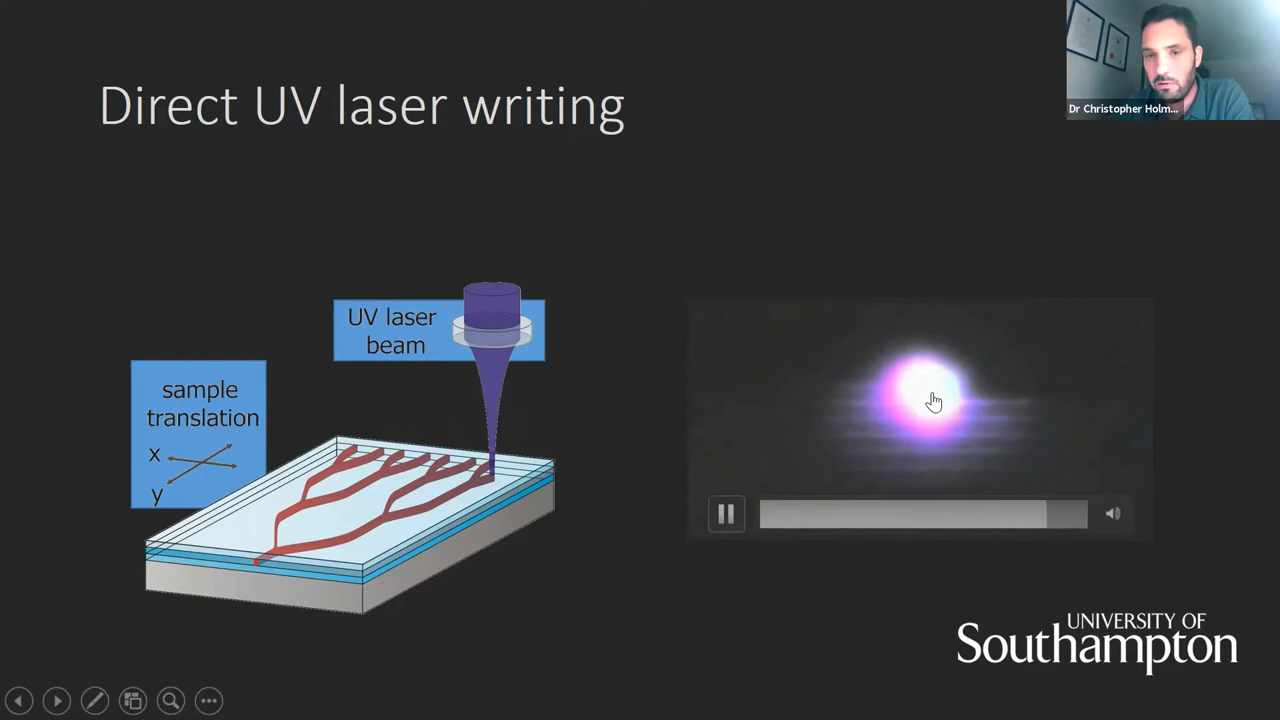 Dr Christopher Holm...
Direct UV laser writing
UV laser
beam
sample
translation
x
y
UNIVERSITY OF
Southampton